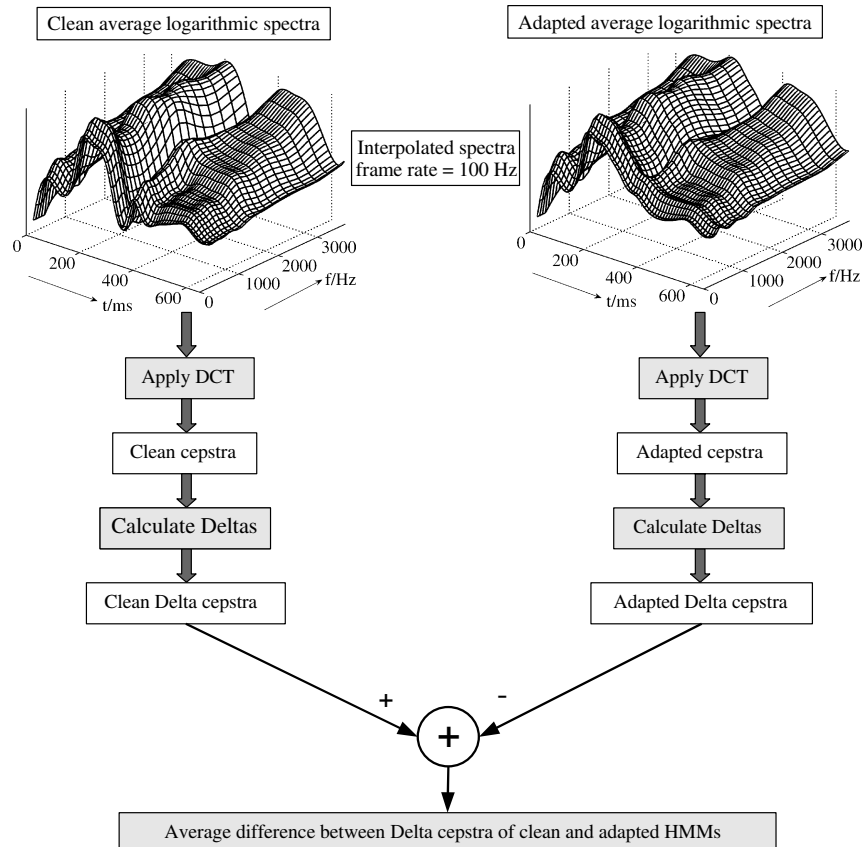 Clean average logarithmic spectra
Adapted average logarithmic spectra
Interpolated spectra
frame rate = 100 Hz
0
200
400
600
t/ms
0
1000
2000
3000
f/Hz
0
200
400
600
t/ms
0
1000
2000
3000
f/Hz
Apply DCT
Apply DCT
Clean cepstra
Adapted cepstra
Calculate Deltas
Calculate Deltas
Clean Delta cepstra
Adapted Delta cepstra
+
-
+
Average difference between Delta cepstra of clean and adapted HMMs